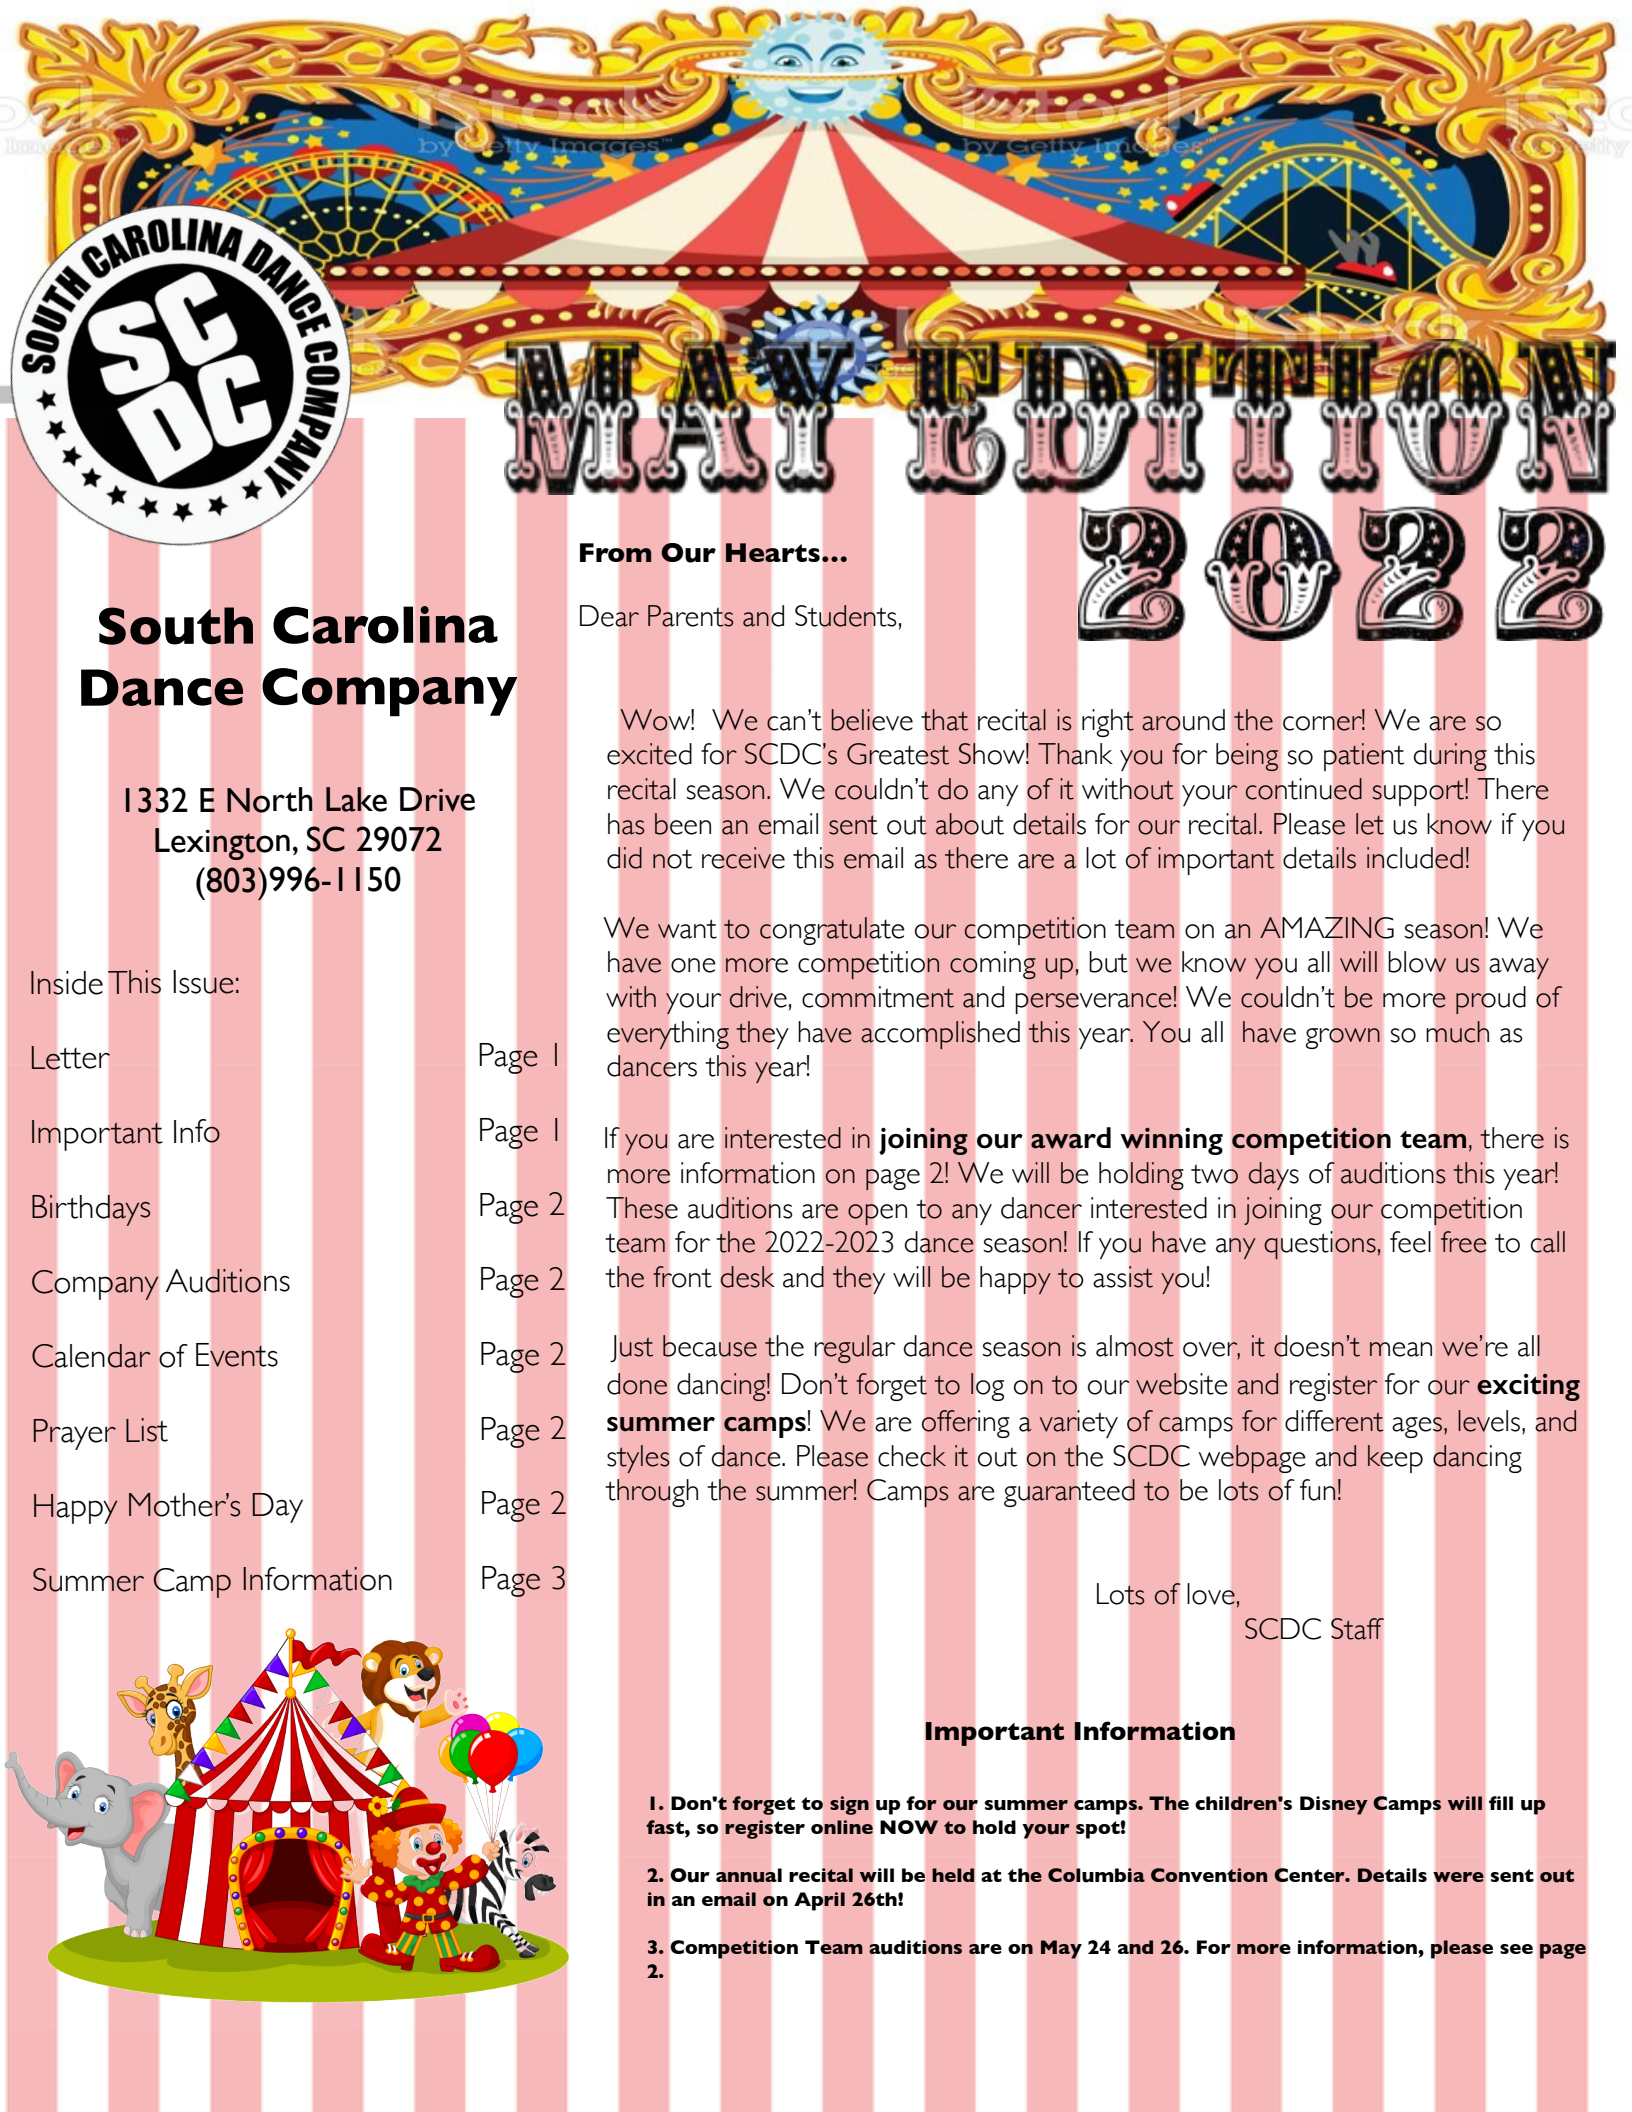 iStock
by Getty Images™
SOUTH CAROLINA DANCE COMPANY
SC
DC
MAY EDITION
2022
South Carolina
Dance Company
1332 E North Lake Drive
Lexington, SC 29072
(803)996-1150
Inside This Issue:
Letter Page 1
Important Info Page 1
Birthdays Page 2
Company Auditions Page 2
Calendar of Events Page 2
Prayer List Page 2
Happy Mother's Day Page 2
Summer Camp Information Page 3
From Our Hearts...
Dear Parents and Students,
Wow! We can't believe that recital is right around the corner! We are so
excited for SCDC's Greatest Show! Thank you for being so patient during this
recital season. We couldn't do any of it without your continued support! There
has been an email sent out about details for our recital. Please let us know if you
did not receive this email as there are a lot of important details included!
We want to congratulate our competition team on an AMAZING season! We
have one more competition coming up, but we know you all will blow us away
with your drive, commitment and perseverance! We couldn't be more proud of
everything they have accomplished this year. You all have grown so much as
dancers this year!
If you are interested in joining our award winning competition team, there is
more information on page 2! We will be holding two days of auditions this year!
These auditions are open to any dancer interested in joining our competition
team for the 2022-2023 dance season! If you have any questions, feel free to call
the front desk and they will be happy to assist you!
Just because the regular dance season is almost over, it doesn't mean we're all
done dancing! Don't forget to log on to our website and register for our exciting
summer camps! We are offering a variety of camps for different ages, levels, and
styles of dance. Please check it out on the SCDC webpage and keep dancing
through the summer! Camps are guaranteed to be lots of fun!
Lots of love,
SCDC Staff
Important Information
1. Don't forget to sign up for our summer camps. The children's Disney Camps will fill up
fast, so register online NOW to hold your spot!
2. Our annual recital will be held at the Columbia Convention Center. Details were sent out
in an email on April 26th!
3. Competition Team auditions are on May 24 and 26. For more information, please see page
2.